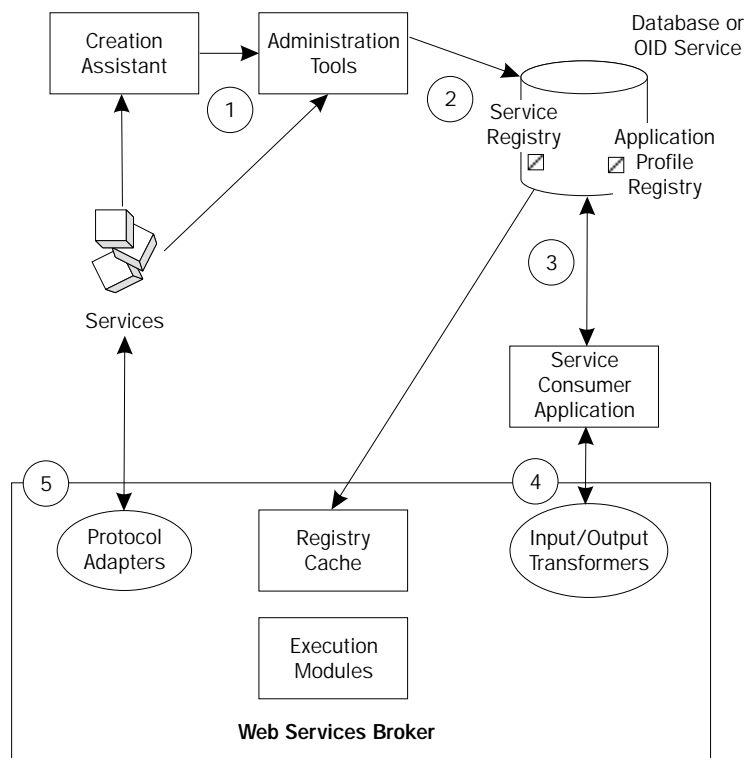 Creation
Assistant
Administration
Tools
Database or
OID Service
1
2
Service
Registry
Application
Profile
Registry
3
Services
Service
Consumer
Application
5
4
Protocol
Adapters
Registry
Cache
Input/Output
Transformers
Execution
Modules
Web Services Broker